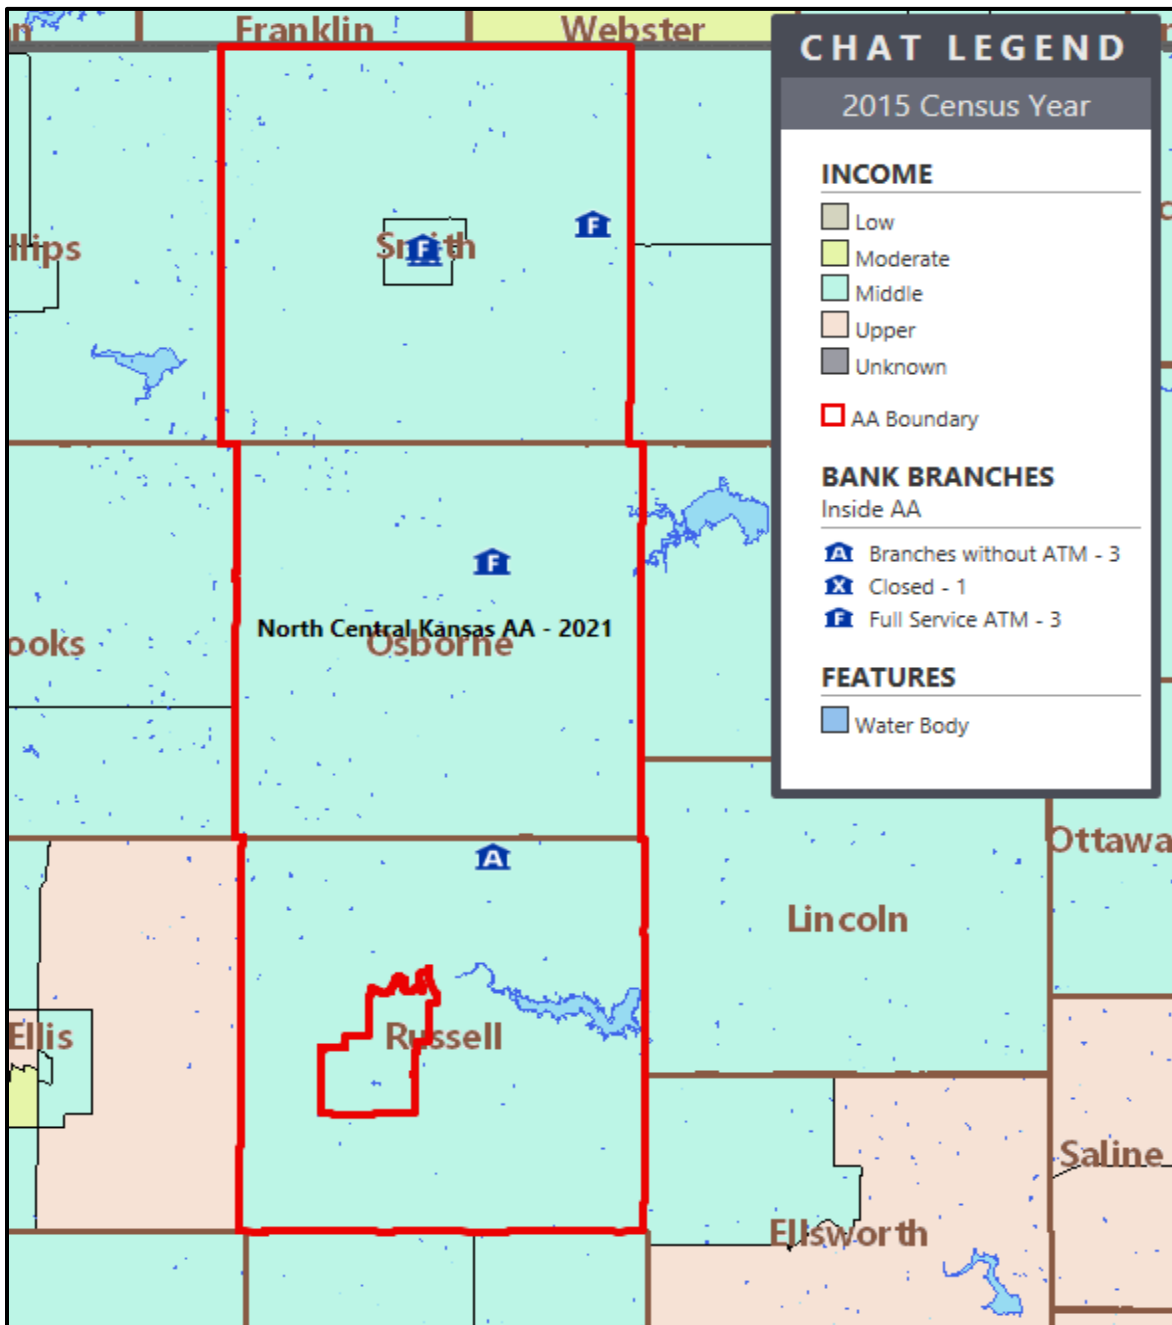 n
Franklin
Webster
CHAT LEGEND
2015 Census Year
INCOME
Low
Moderate
Middle
Upper
Unknown
AA Boundary
BANK BRANCHES
Inside AA
A Branches without ATM - 3
X Closed - 1
F Full Service ATM - 3
FEATURES
Water Body
F
llips
Smith
F
F
North Central Kansas AA - 2021
ooks
Osborne
A
Ottawa
Lincoln
Ellis
Russell
Saline
Ellsworth